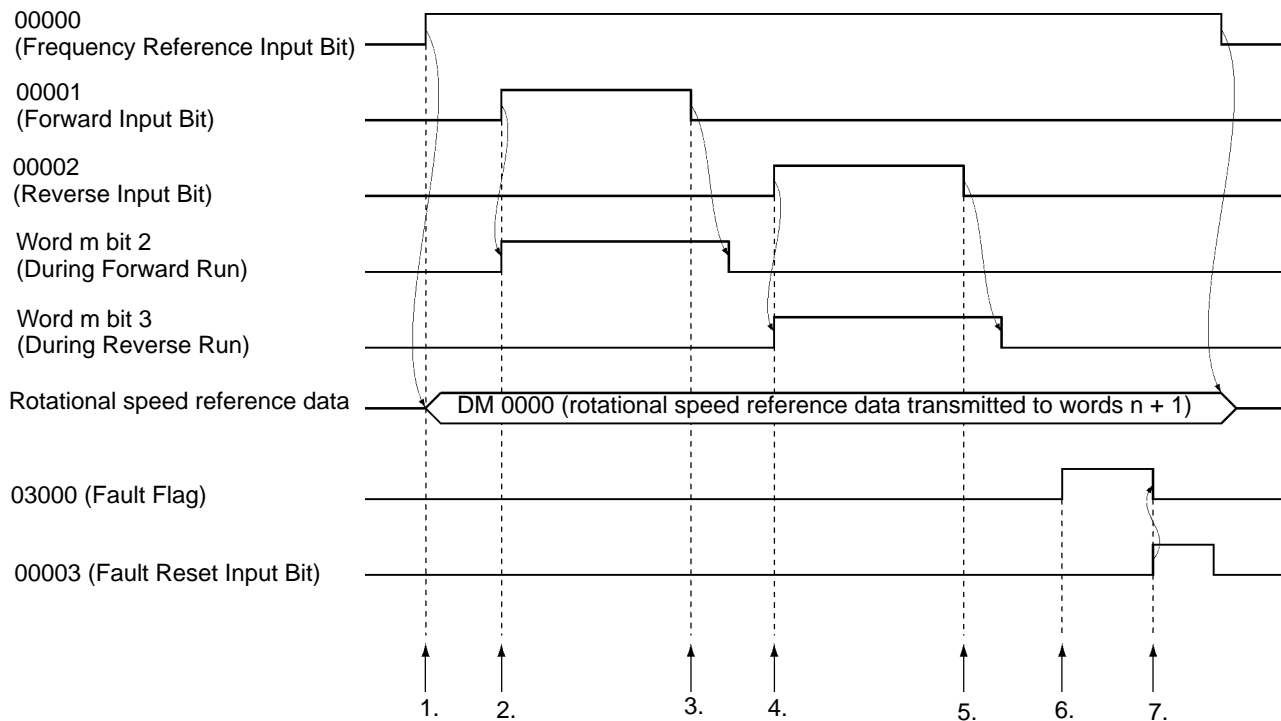 00000
(Frequency Reference Input Bit)
00001
(Forward Input Bit)
00002
(Reverse Input Bit)
Word m bit 2
(During Forward Run)
Word m bit 3
(During Reverse Run)
Rotational speed reference data
DM 0000 (rotational speed reference data transmitted to words n + 1)
03000 (Fault Flag)
00003 (Fault Reset Input Bit)
1. 2. 3. 4. 5. 6. 7.